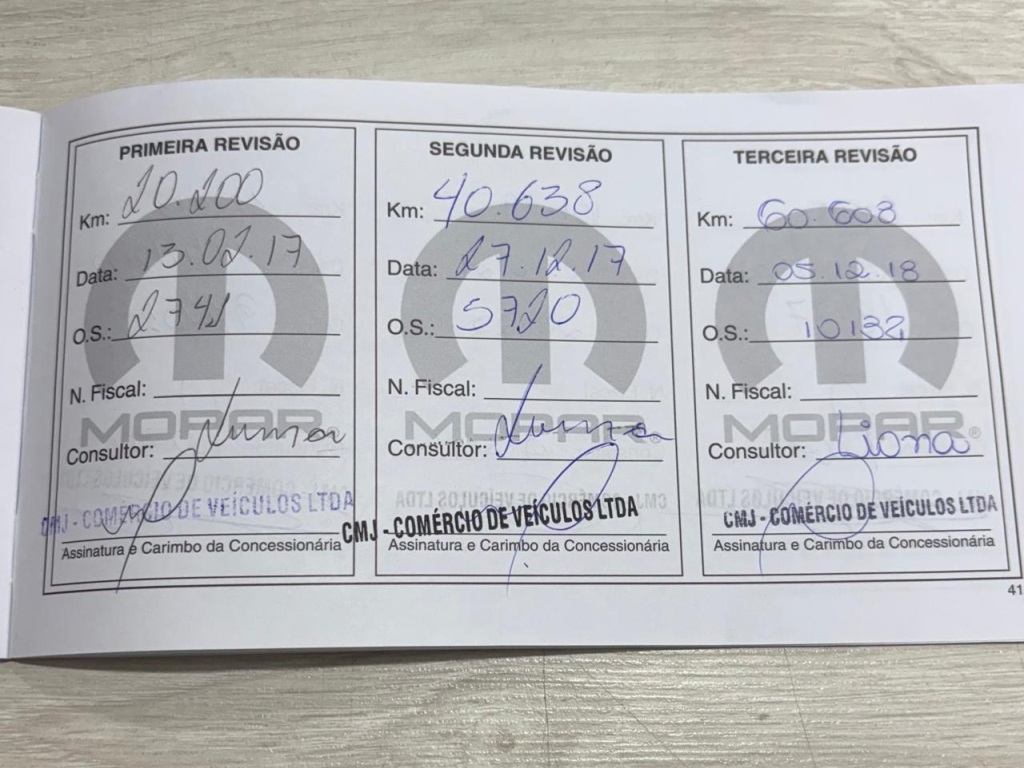 PRIMEIRA REVISÃO
Km: 20.200
Data: 13.02.17
O.S.: 2741
N. Fiscal:
MOPAR
Consultor:
CMJ - COMÉRCIO DE VEÍCULOS LTDA
Assinatura e Carimbo da Concessionária
SEGUNDA REVISÃO
Km: 40.638
Data: 27.12.17
O.S.: 5720
N. Fiscal:
MOPAR®
Consultor:
CMJ - COMÉRCIO DE VEÍCULOS LTDA
Assinatura e Carimbo da Concessionária
TERCEIRA REVISÃO
Km: 60.608
Data: 05.12.18
O.S.: 10132
N. Fiscal:
MOPAR®
Consultor:
CMJ - COMÉRCIO DE VEÍCULOS LTDA
Assinatura e Carimbo da Concessionária
41